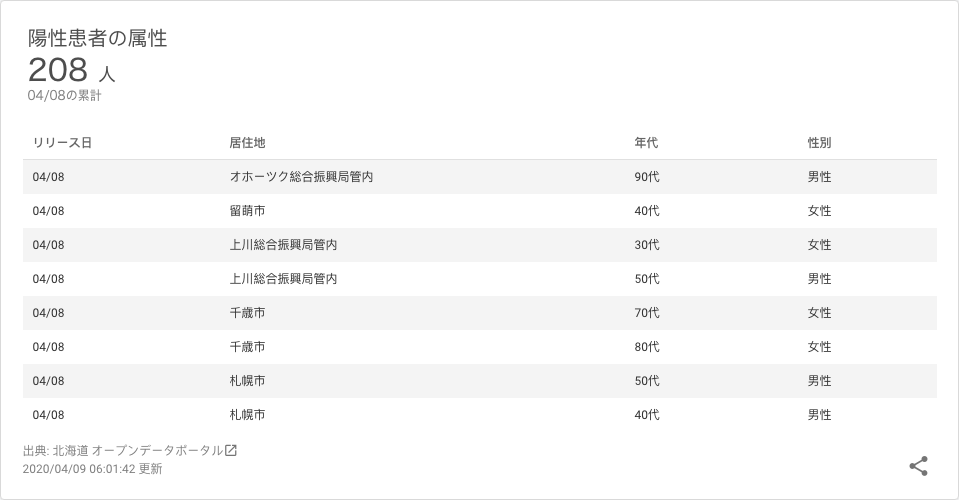 陽性患者の属性
208 人
04/08の累計
リリース日 居住地 年代 性別
04/08 オホーツク総合振興局管内 90代 男性
04/08 留萌市 40代 女性
04/08 上川総合振興局管内 30代 女性
04/08 上川総合振興局管内 50代 男性
04/08 千歳市 70代 女性
04/08 千歳市 80代 女性
04/08 札幌市 50代 男性
04/08 札幌市 40代 男性
出典: 北海道 オープンデータポータル
2020/04/09 06:01:42 更新